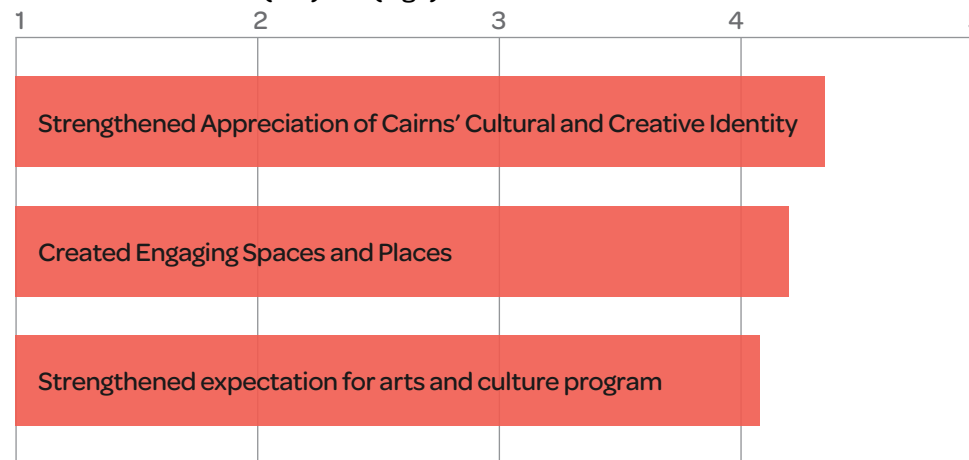 1 2 3 4
Strengthened Appreciation of Cairns' Cultural and Creative Identity
Created Engaging Spaces and Places
Strengthened expectation for arts and culture program